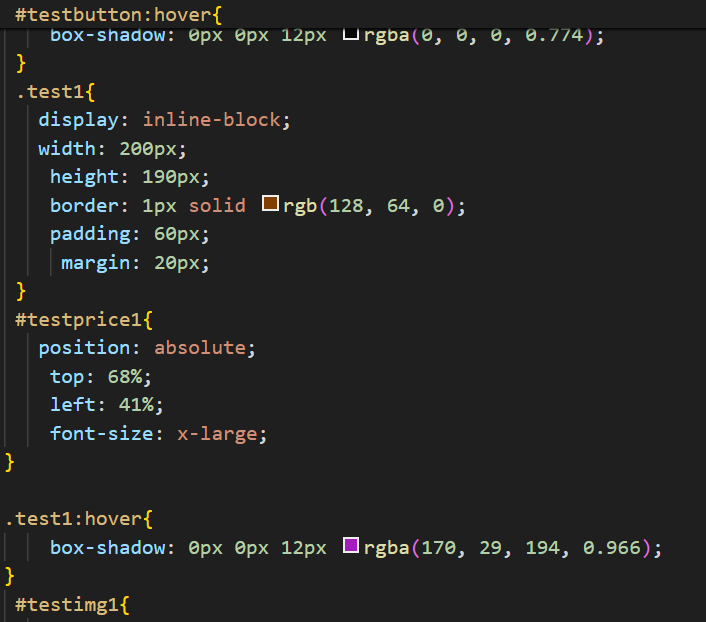 #testbutton:hover{
box-shadow: 0px 0px 12px rgba(0, 0, 0, 0.774);
}
.test1{
display: inline-block;
width: 200px;
height: 190px;
border: 1px solid rgb(128, 64, 0);
padding: 60px;
margin: 20px;
}
#testprice1{
position: absolute;
top: 68%;
left: 41%;
font-size: x-large;
}
.test1:hover{
box-shadow: 0px 0px 12px rgba(170, 29, 194, 0.966);
}
#testimg1{